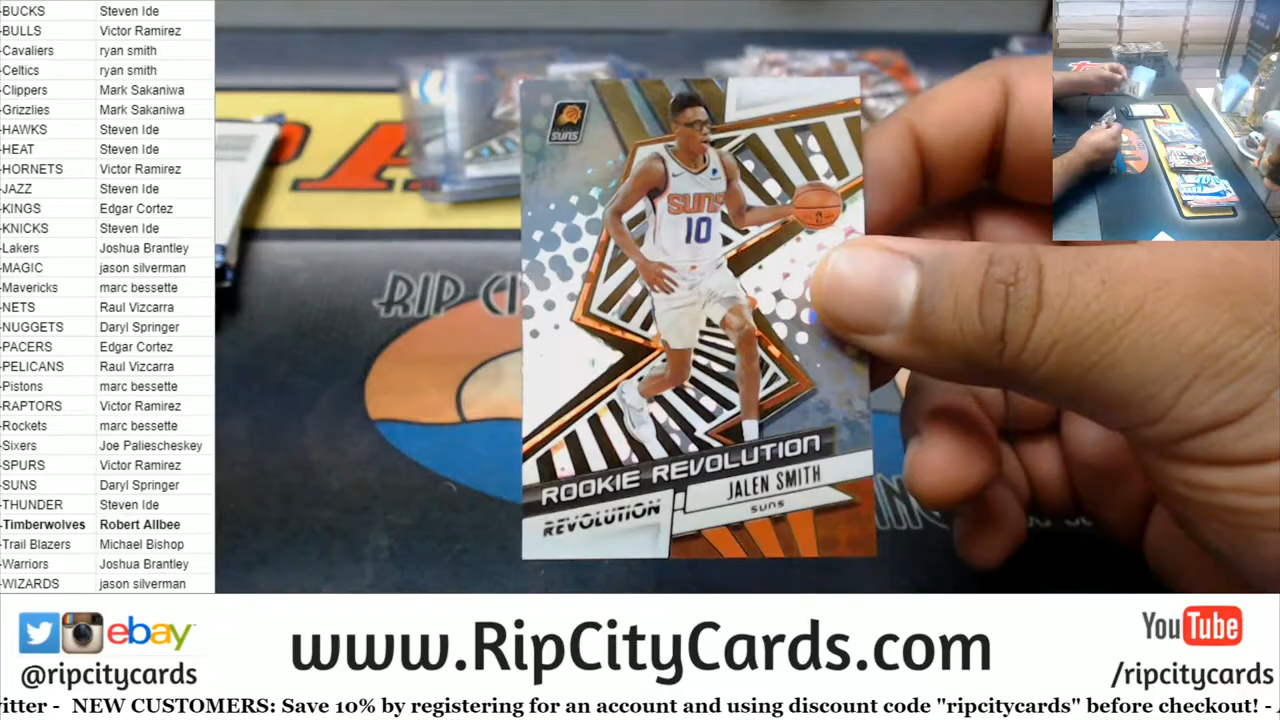 -BUCKS Steven Ide
-BULLS Victor Ramirez
-Cavaliers ryan smith
-Celtics ryan smith
-Clippers Mark Sakaniwa
-Grizzlies Mark Sakaniwa
-HAWKS Steven Ide
-HEAT Steven Ide
-HORNETS Victor Ramirez
-JAZZ Steven Ide
-KINGS Edgar Cortez
-KNICKS Steven Ide
-Lakers Joshua Brantley
-MAGIC jason silverman
-Mavericks marc bessette
-NETS Raul Vizcarra
-NUGGETS Daryl Springer
-PACERS Edgar Cortez
-PELICANS Raul Vizcarra
-Pistons marc bessette
-RAPTORS Victor Ramirez
-Rockets marc bessette
-Sixers Joe Paliescheskey
-SPURS Victor Ramirez
-SUNS Daryl Springer
-THUNDER Steven Ide
-Timberwolves Robert Allbee
-Trail Blazers Michael Bishop
-Warriors Joshua Brantley
-WIZARDS jason silverman
SUNS
SUNS
10
ROOKIE REVOLUTION
JALEN SMITH
SUNS
REVOLUTION
RIP CI
ebay
@ripcitycards
www.RipCityCards.com
YouTube
/ripcitycards
itter - NEW CUSTOMERS: Save 10% by registering for an account and using discount code "ripcitycards" before checkout! -